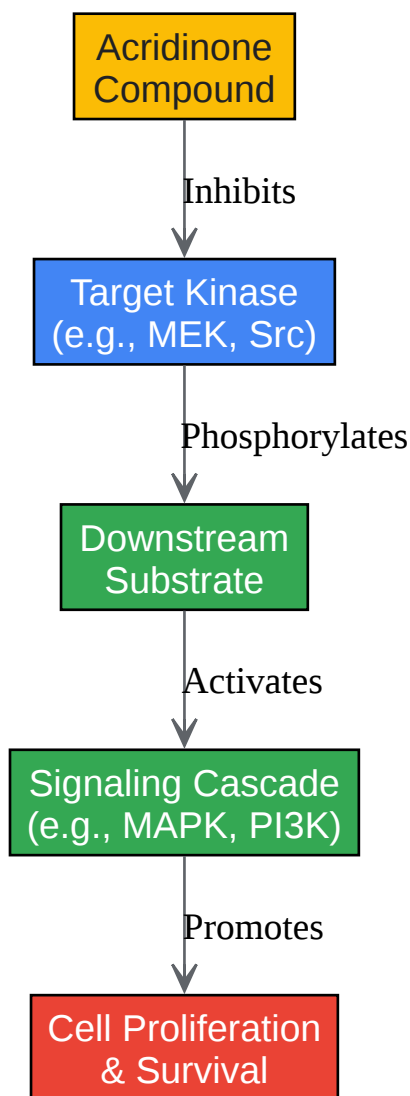 Acridinone
Compound
Inhibits
Target Kinase
(e.g., MEK, Src)
Phosphorylates
Downstream
Substrate
Activates
Signaling Cascade
(e.g., MAPK, PI3K)
Promotes
Cell Proliferation
& Survival